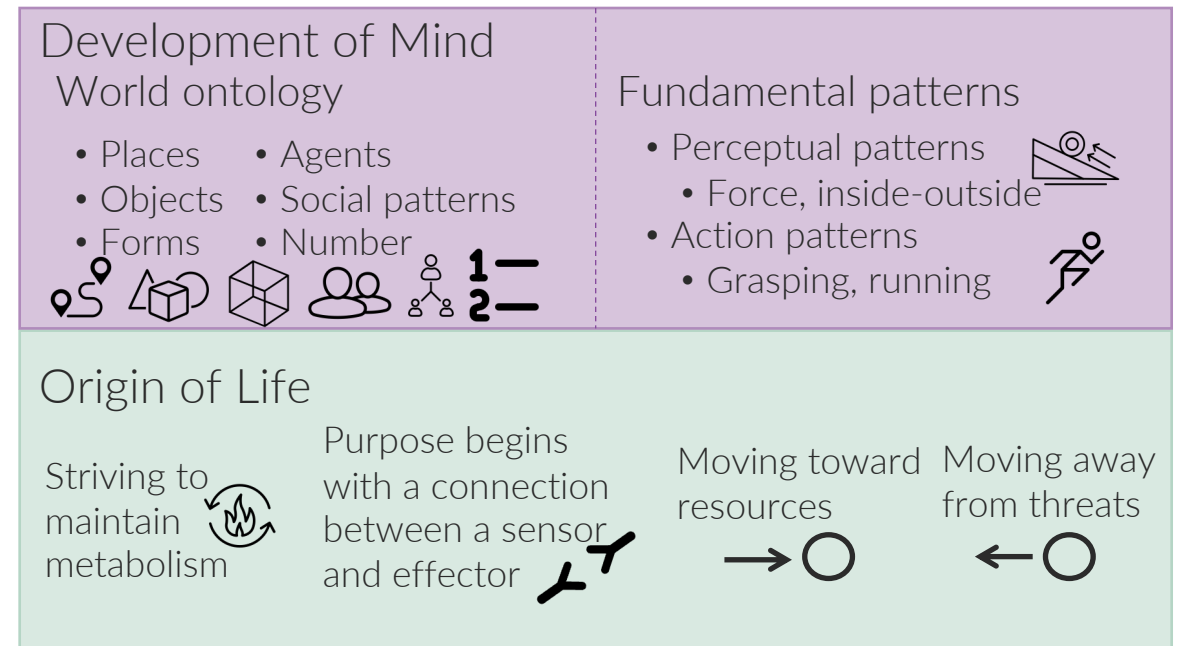 Development of Mind
World ontology
• Places
• Objects
• Forms
• Agents
• Social patterns
• Number
1
2
Fundamental patterns
• Perceptual patterns
• Force, inside-outside
• Action patterns
• Grasping, running
Origin of Life
Striving to
maintain
metabolism
Purpose begins
with a connection
between a sensor
and effector
Moving toward
resources
Moving away
from threats